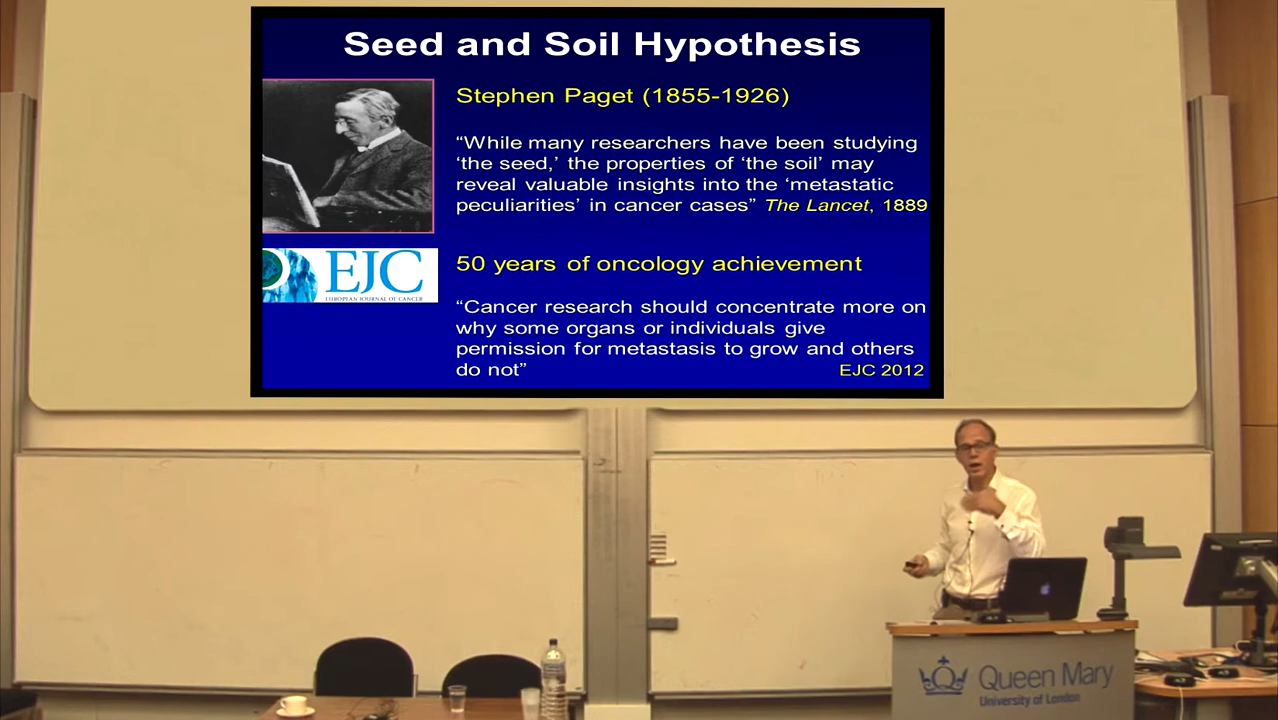 Seed and Soil Hypothesis
Stephen Paget (1855-1926)
“While many researchers have been studying
‘the seed,’ the properties of ‘the soil’ may
reveal valuable insights into the ‘metastatic
peculiarities’ in cancer cases” The Lancet, 1889
EJC
EUROPEAN JOURNAL OF CANCER
50 years of oncology achievement
“Cancer research should concentrate more on
why some organs or individuals give
permission for metastasis to grow and others
do not”
EJC 2012
Queen Mary
University of London